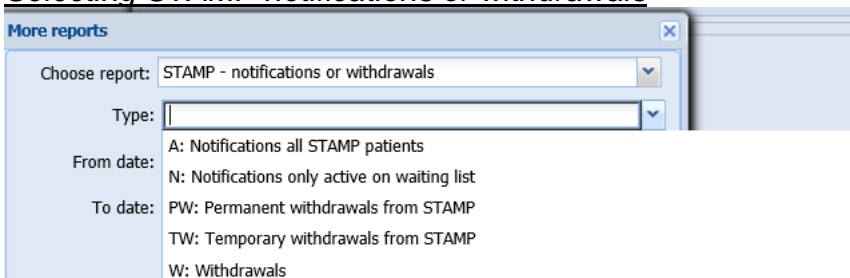 Selecting STAMP notifications or withdrawals
More reports
Choose report: STAMP - notifications or withdrawals
Type:
A: Notifications all STAMP patients
From date:
N: Notifications only active on waiting list
To date: PW: Permanent withdrawals from STAMP
TW: Temporary withdrawals from STAMP
W: Withdrawals